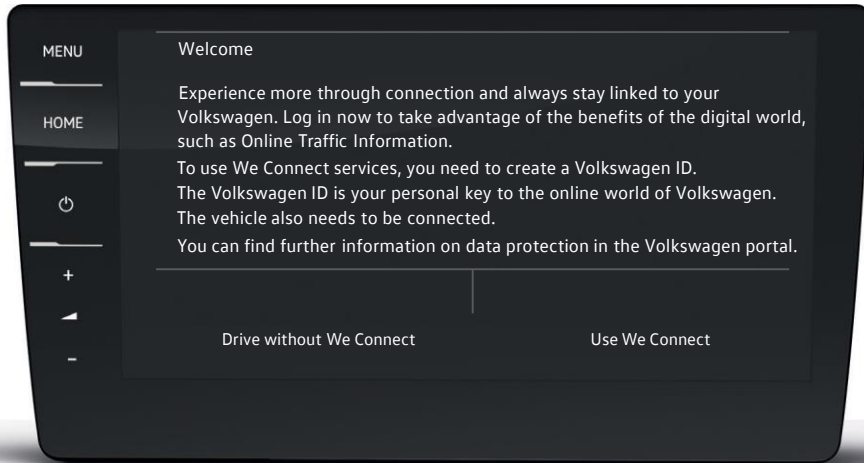 MENU
HOME
+
-
Welcome
Experience more through connection and always stay linked to your
Volkswagen. Log in now to take advantage of the benefits of the digital world,
such as Online Traffic Information.
To use We Connect services, you need to create a Volkswagen ID.
The Volkswagen ID is your personal key to the online world of Volkswagen.
The vehicle also needs to be connected.
You can find further information on data protection in the Volkswagen portal.
Drive without We Connect
Use We Connect